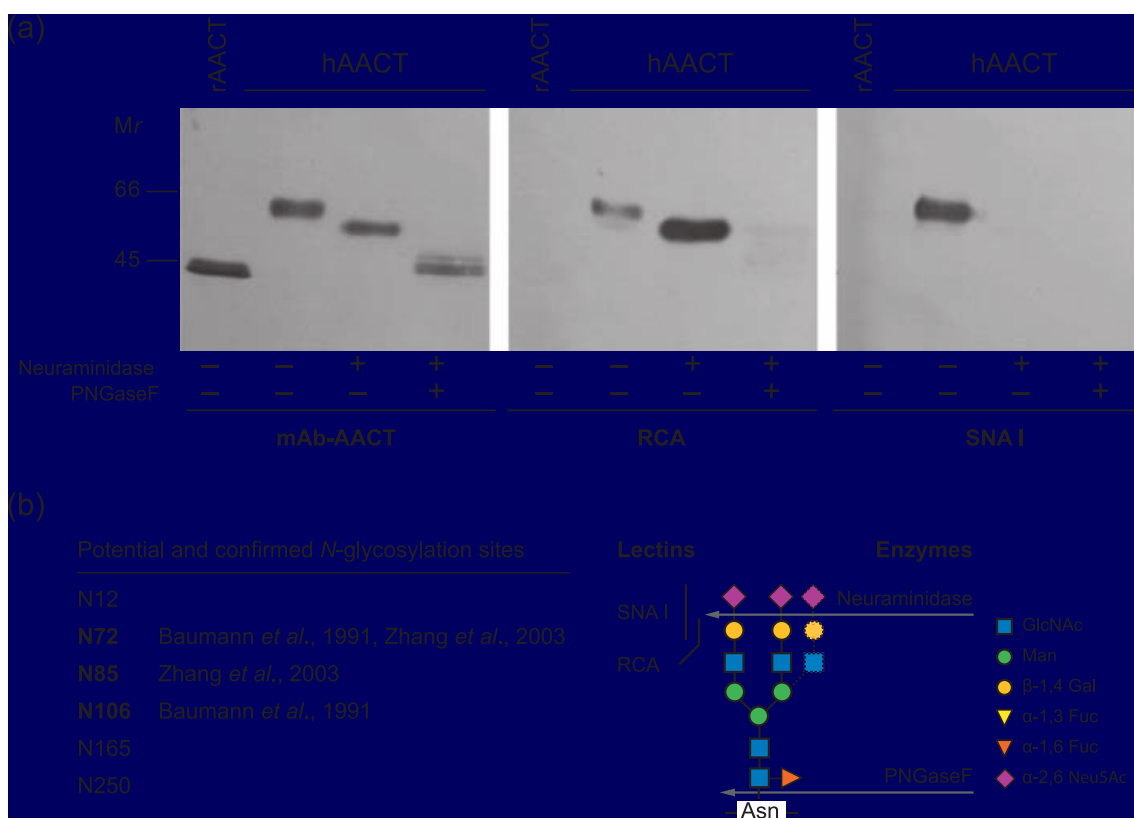 (a)
rAACT hAACT rAACT hAACT rAACT hAACT
Mr
66
45
Neuraminidase – – + + – – + + – – + +
PNGaseF – – – + – – – + – – – +
mAb-AACT RCA SNA I
(b)
Potential and confirmed N-glycosylation sites
N12
N72 Baumann et al., 1991, Zhang et al., 2003
N85 Zhang et al., 2003
N106 Baumann et al., 1991
N165
N250
Lectins Enzymes
SNA I Neuraminidase
RCA
PNGaseF
Asn
GlcNAc
Man
β-1,4 Gal
α-1,3 Fuc
α-1,6 Fuc
α-2,6 Neu5Ac